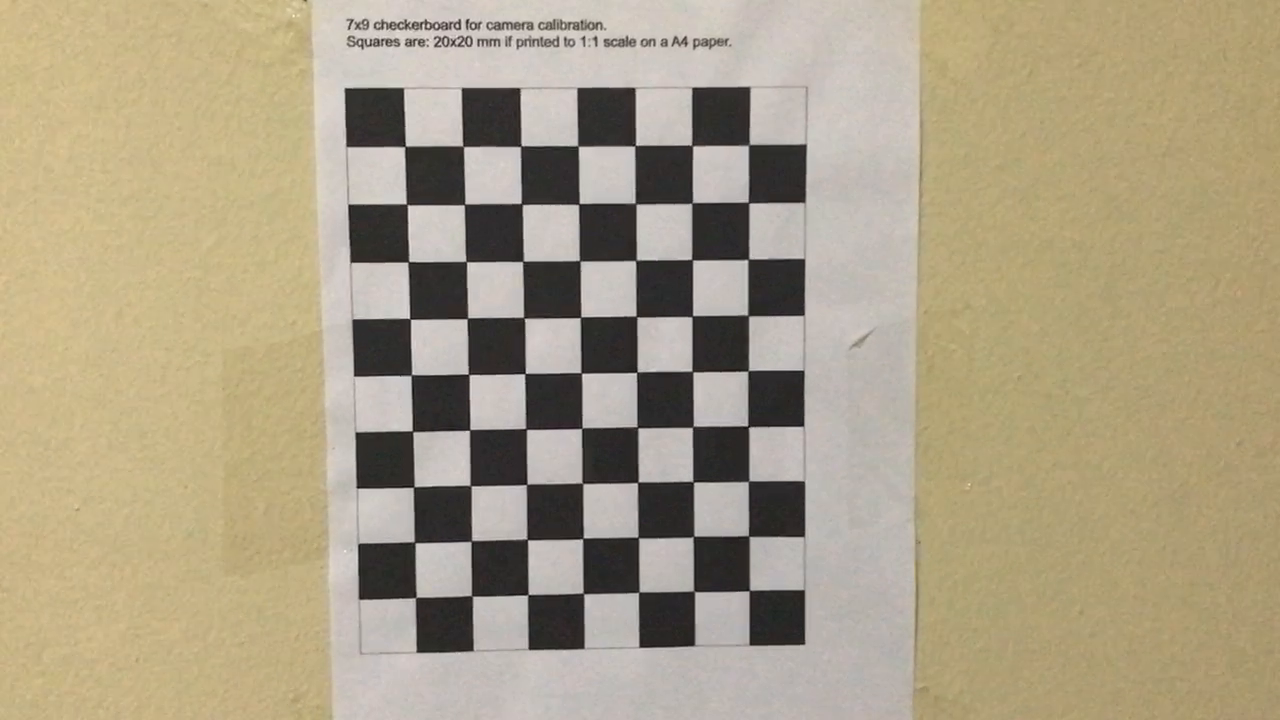 7x9 checkerboard for camera calibration.
Squares are: 20x20 mm if printed to 1:1 scale on a A4 paper.